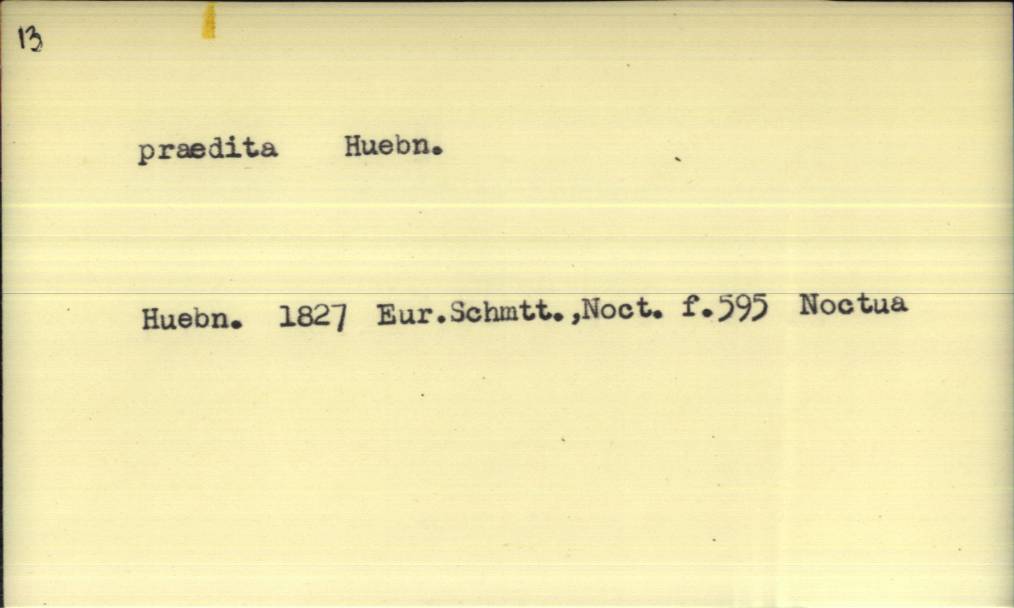 13
praedita Huebn.
Huebn. 1827 Eur.Schmtt.,Noct. f.595 Noctua